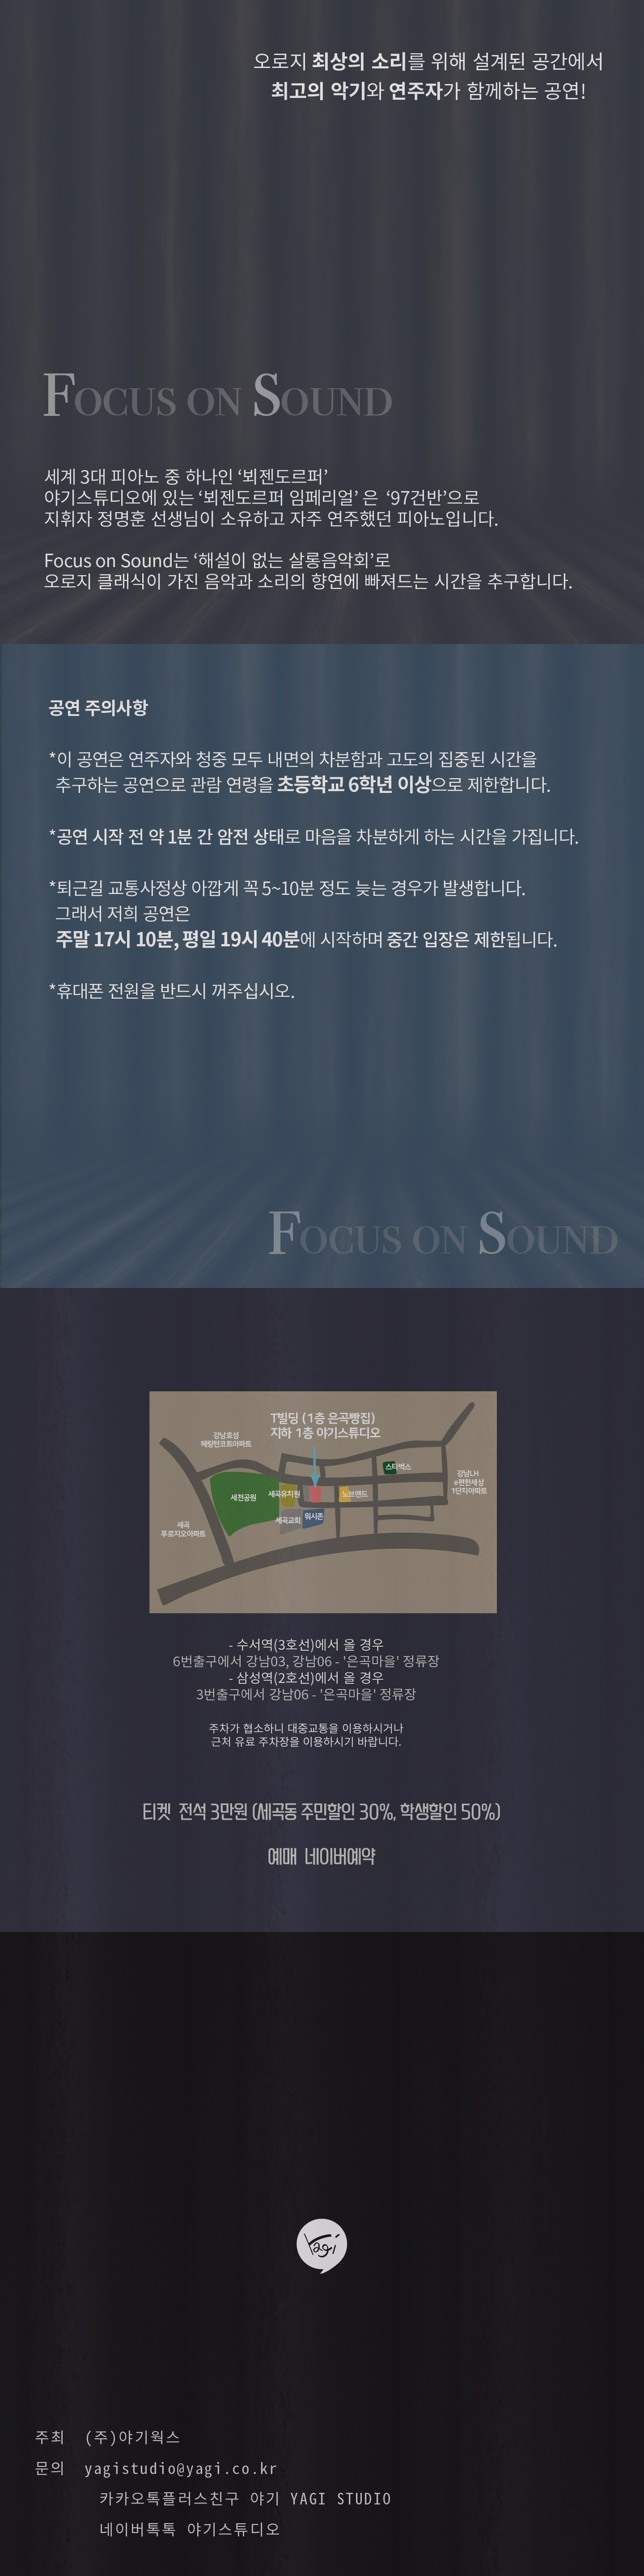 오로지 최상의 소리를 위해 설계된 공간에서
최고의 악기와 연주자가 함께하는 공연!
FOCUS ON SOUND
세계 3대 피아노 중 하나인 ‘뵈젠도르퍼’
야기스튜디오에 있는 ‘뵈젠도르퍼 임페리얼’ 은 ‘97건반’으로
지휘자 정명훈 선생님이 소유하고 자주 연주했던 피아노입니다.
Focus on Sound는 ‘해설이 없는 살롱음악회’로
오로지 클래식이 가진 음악과 소리의 향연에 빠져드는 시간을 추구합니다.
공연 주의사항
*이 공연은 연주자와 청중 모두 내면의 차분함과 고도의 집중된 시간을
추구하는 공연으로 관람 연령을 초등학교 6학년 이상으로 제한합니다.
*공연 시작 전 약 1분 간 암전 상태로 마음을 차분하게 하는 시간을 가집니다.
*퇴근길 교통사정상 아깝게 꼭 5~10분 정도 늦는 경우가 발생합니다.
그래서 저희 공연은
주말 17시 10분, 평일 19시 40분에 시작하며 중간 입장은 제한됩니다.
*휴대폰 전원을 반드시 꺼주십시오.
FOCUS ON SOUND
T빌딩 (1층 은곡빵집)
지하 1층 야기스튜디오
강남효성
해링턴코트아파트
스타벅스
강남LH
e편한세상
1단지아파트
세천공원
세곡유치원
노브랜드
세곡교회
워시존
세곡
푸르지오아파트
- 수서역(3호선)에서 올 경우
6번출구에서 강남03, 강남06 - '은곡마을' 정류장
- 삼성역(2호선)에서 올 경우
3번출구에서 강남06 - '은곡마을' 정류장
주차가 협소하니 대중교통을 이용하시거나
근처 유료 주차장을 이용하시기 바랍니다.
티켓 전석 3만원 (세곡동 주민할인 30%, 학생할인 50%)
예매 네이버예약
Yagi
주최 (주)야기웍스
문의 yagistudio@yagi.co.kr
카카오톡플러스친구 야기 YAGI STUDIO
네이버톡톡 야기스튜디오